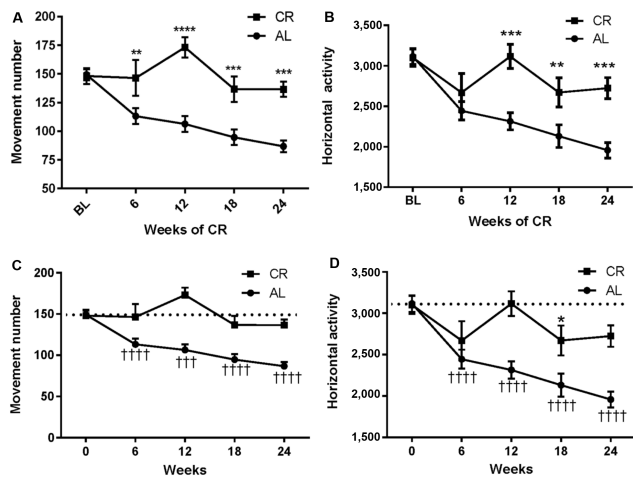 A
CR
AL
Movement number
200
175
150
125
100
75
50
** **** *** ***
BL 6 12 18 24
Weeks of CR
B
CR
AL
Horizontal activity
3,500
3,000
2,500
2,000
1,500
*** ** ***
BL 6 12 18 24
Weeks of CR
C
CR
AL
Movement number
200
150
100
50
0
†††† ††† †††† ††††
0 6 12 18 24
Weeks
D
CR
AL
Horizontal activity
3,500
3,000
2,500
2,000
1,500
*
†††† †††† †††† ††††
0 6 12 18 24
Weeks